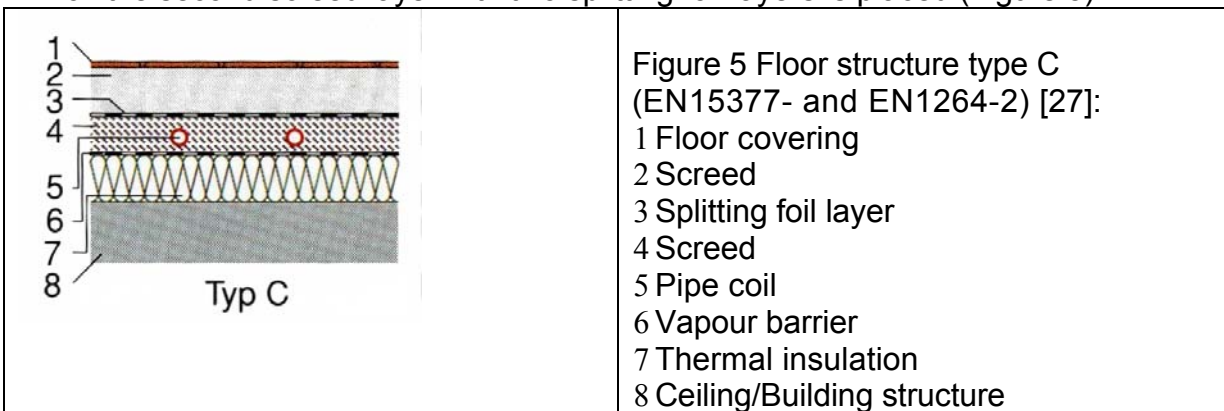 1
2
3
4
5
6
7
8
Typ C
Figure 5 Floor structure type C
(EN15377- and EN1264-2) [27]:
1 Floor covering
2 Screed
3 Splitting foil layer
4 Screed
5 Pipe coil
6 Vapour barrier
7 Thermal insulation
8 Ceiling/Building structure